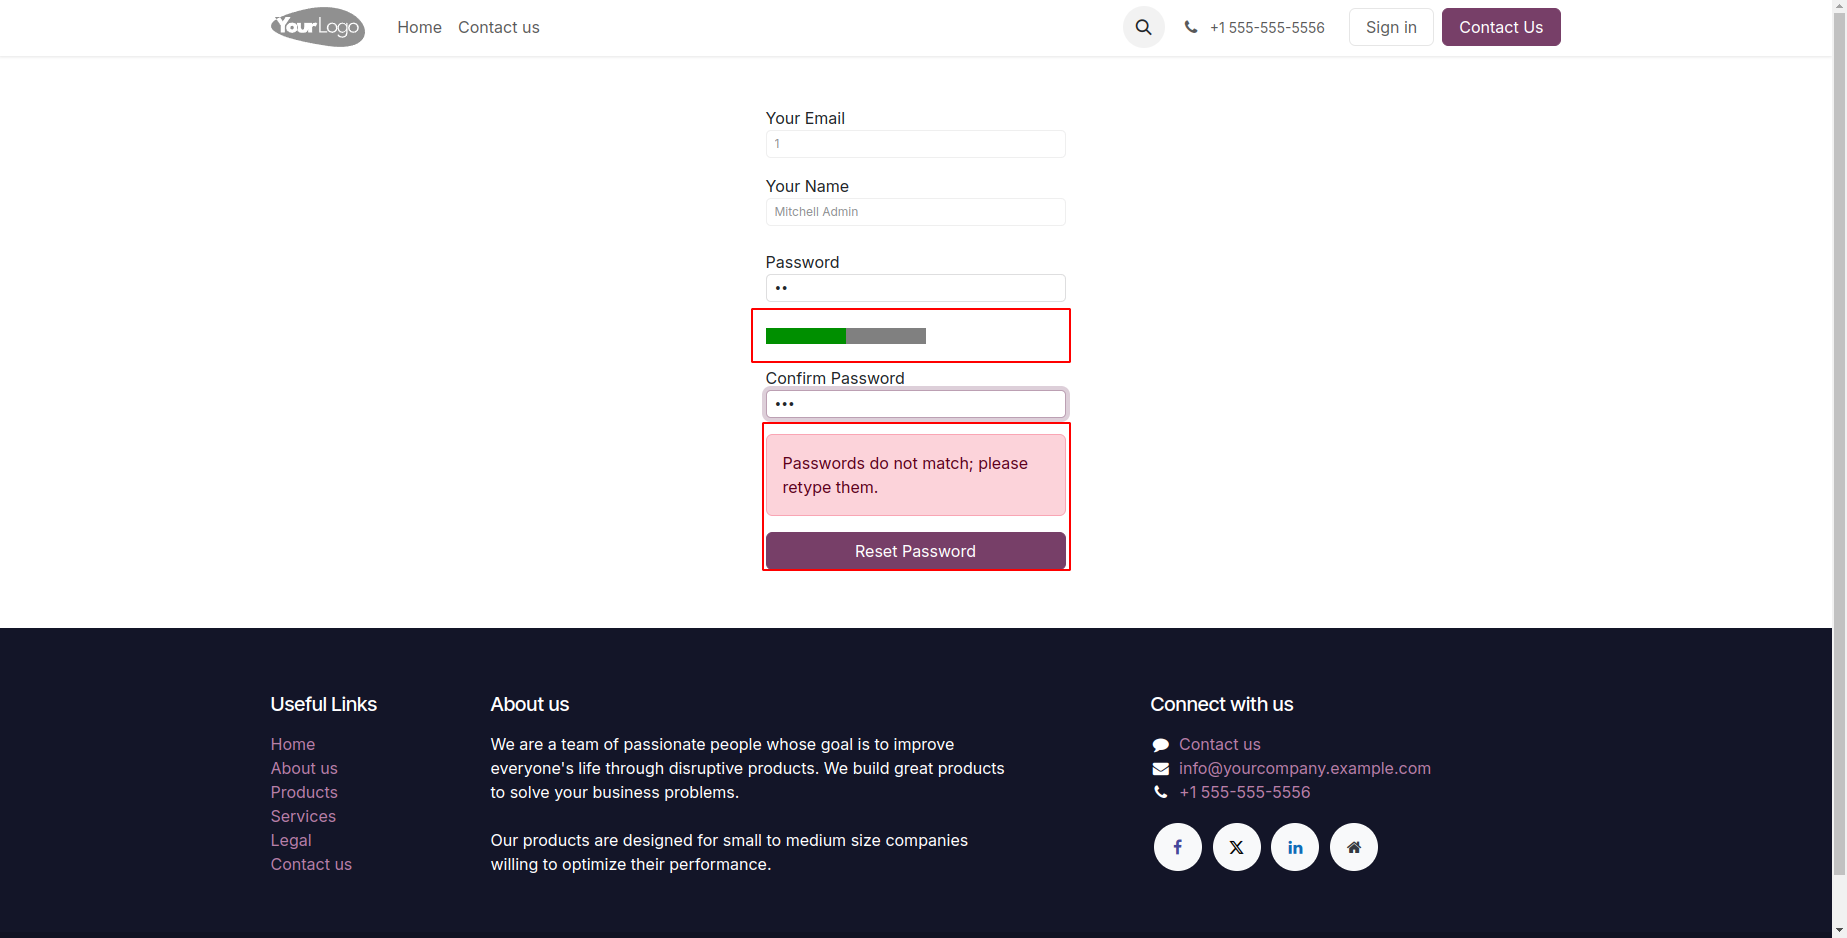 YourLogo
Home
Contact us
+1 555-555-5556
Sign in
Contact Us
Your Email
1
Your Name
Mitchell Admin
Password
••
Confirm Password
•••
Passwords do not match; please
retype them.
Reset Password
Useful Links
Home
About us
Products
Services
Legal
Contact us
About us
We are a team of passionate people whose goal is to improve
everyone's life through disruptive products. We build great products
to solve your business problems.
Our products are designed for small to medium size companies
willing to optimize their performance.
Connect with us
Contact us
info@yourcompany.example.com
+1 555-555-5556